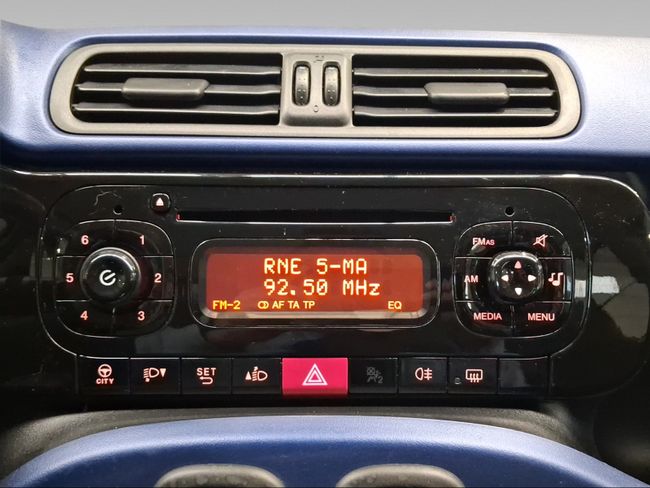 6 1
5 2
4 3
RNE 5-MA
92.50 MHz
FM-2 AF TA TP EQ
FMAS
AM
MEDIA MENU
CITY
SET
2